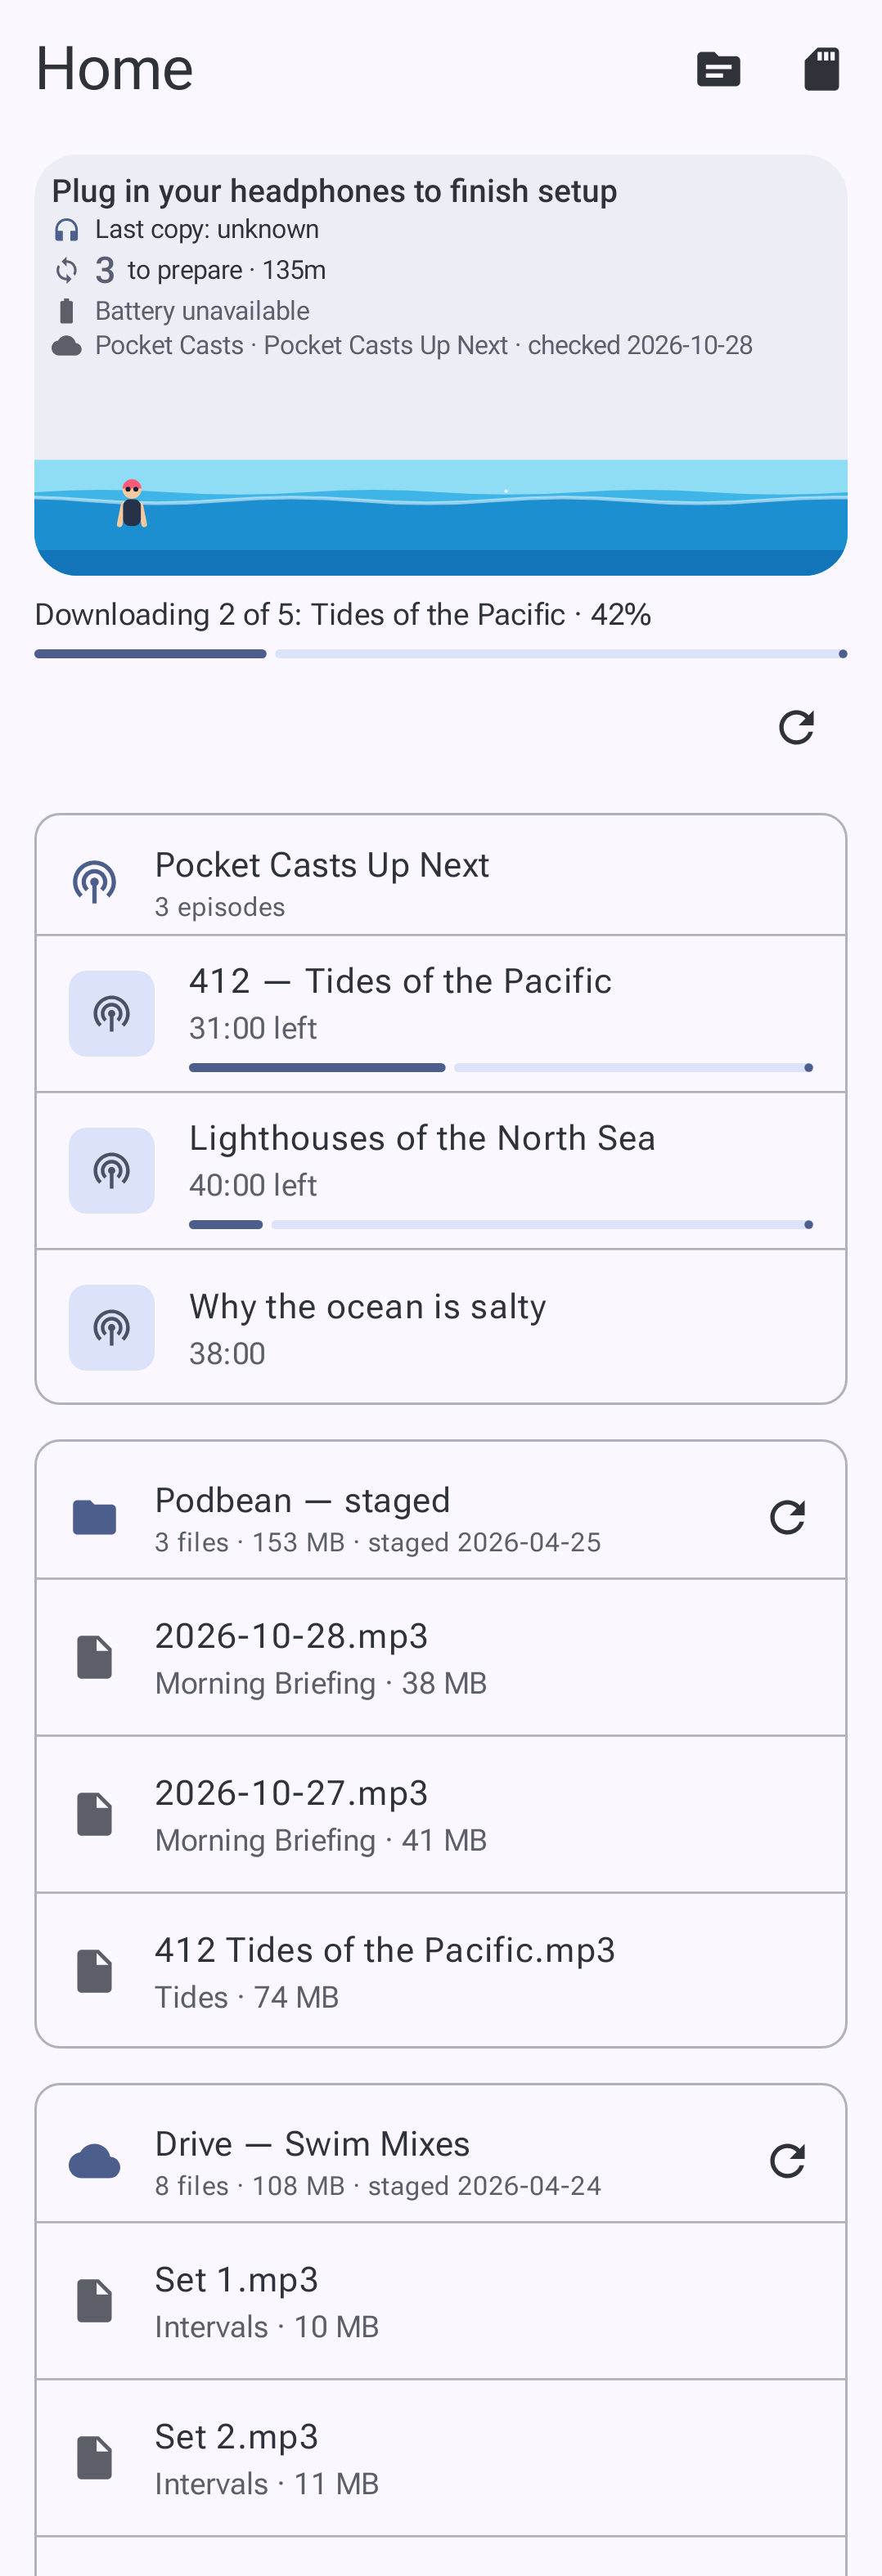 Home
Plug in your headphones to finish setup
Last copy: unknown
3 to prepare · 135m
Battery unavailable
Pocket Casts · Pocket Casts Up Next · checked 2026-10-28
Downloading 2 of 5: Tides of the Pacific · 42%
Pocket Casts Up Next
3 episodes
412 — Tides of the Pacific
31:00 left
Lighthouses of the North Sea
40:00 left
Why the ocean is salty
38:00
Podbean — staged
3 files · 153 MB · staged 2026-04-25
2026-10-28.mp3
Morning Briefing · 38 MB
2026-10-27.mp3
Morning Briefing · 41 MB
412 Tides of the Pacific.mp3
Tides · 74 MB
Drive — Swim Mixes
8 files · 108 MB · staged 2026-04-24
Set 1.mp3
Intervals · 10 MB
Set 2.mp3
Intervals · 11 MB